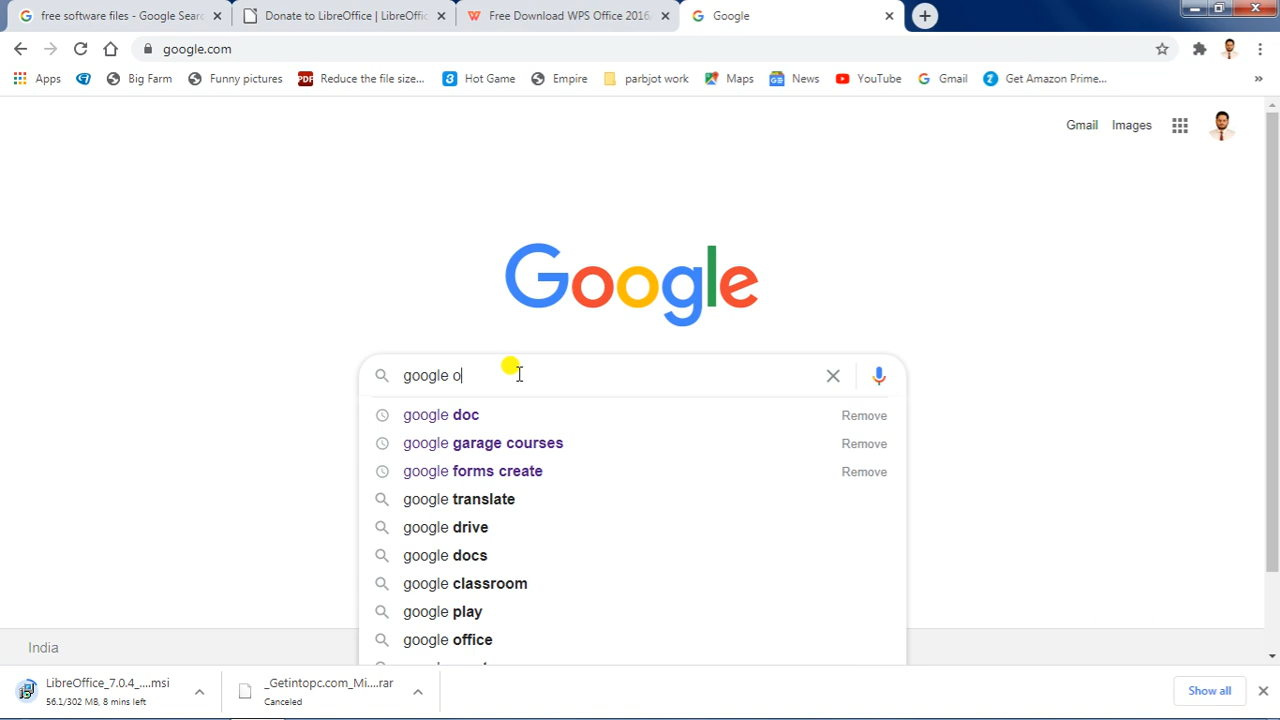 free software files - Google Searc
Donate to LibreOffice | LibreOffic
Free Download WPS Office 2016
Google
google.com
Apps
Big Farm
Funny pictures
PDF
Reduce the file size...
3
Hot Game
Empire
parbjot work
Maps
News
YouTube
Gmail
Get Amazon Prime...
Gmail
Images
Google
google o
google doc
Remove
google garage courses
Remove
google forms create
Remove
google translate
google drive
google docs
google classroom
google play
google office
India
LibreOffice_7.0.4_....msi
56.1/302 MB, 8 mins left
_Getintopc.com_Mi....rar
Canceled
Show all